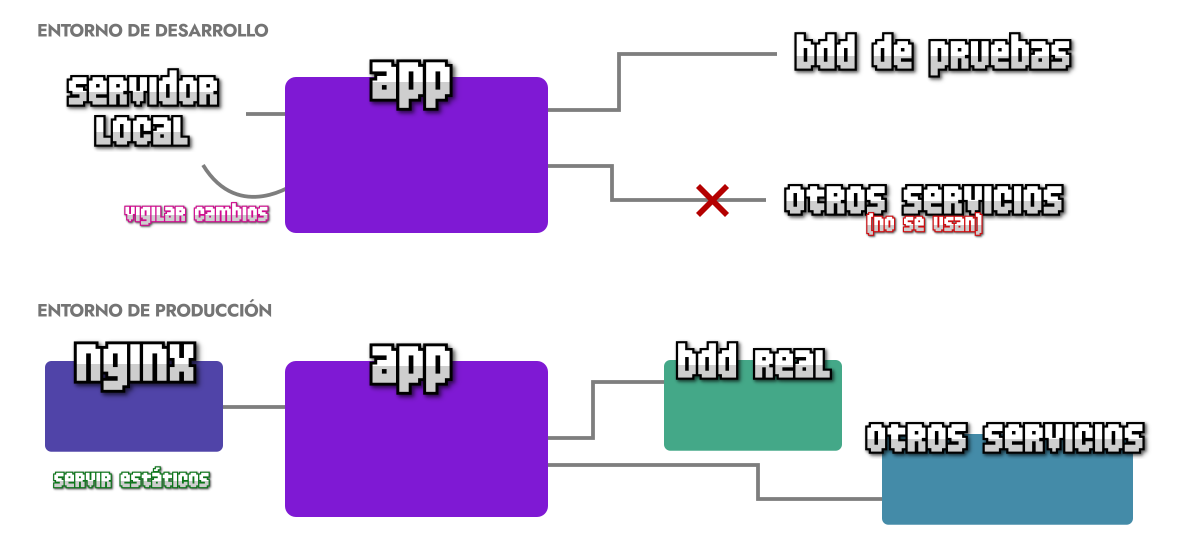 ENTORNO DE DESARROLLO
servidor
local
app
bdd de pruebas
vigilar cambios
otros servicios
(no se usan)
ENTORNO DE PRODUCCIÓN
nginx
app
bdd real
otros servicios
servir estáticos